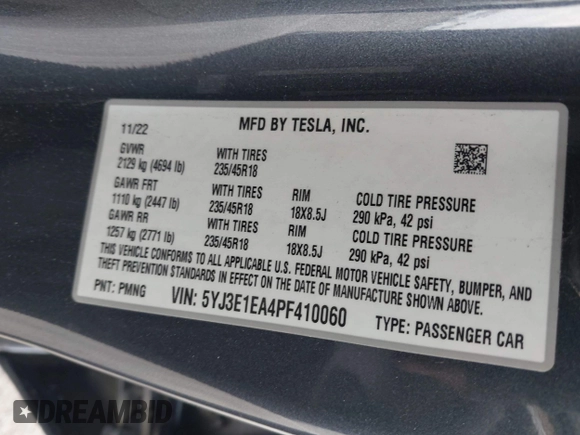 11/22 MFD BY TESLA, INC.
GVWR
2129 kg (4694 lb) WITH TIRES 235/45R18
GAWR FRT
1110 kg (2447 lb) WITH TIRES 235/45R18 RIM 18X8.5J COLD TIRE PRESSURE 290 kPa, 42 psi
GAWR RR
1257 kg (2771 lb) WITH TIRES 235/45R18 RIM 18X8.5J COLD TIRE PRESSURE 290 kPa, 42 psi
THIS VEHICLE CONFORMS TO ALL APPLICABLE U.S. FEDERAL MOTOR VEHICLE SAFETY, BUMPER, AND
THEFT PREVENTION STANDARDS IN EFFECT ON THE DATE OF MANUFACTURE SHOWN ABOVE.
PNT: PMNG VIN: 5YJ3E1EA4PF410060 TYPE: PASSENGER CAR
DREAMBID